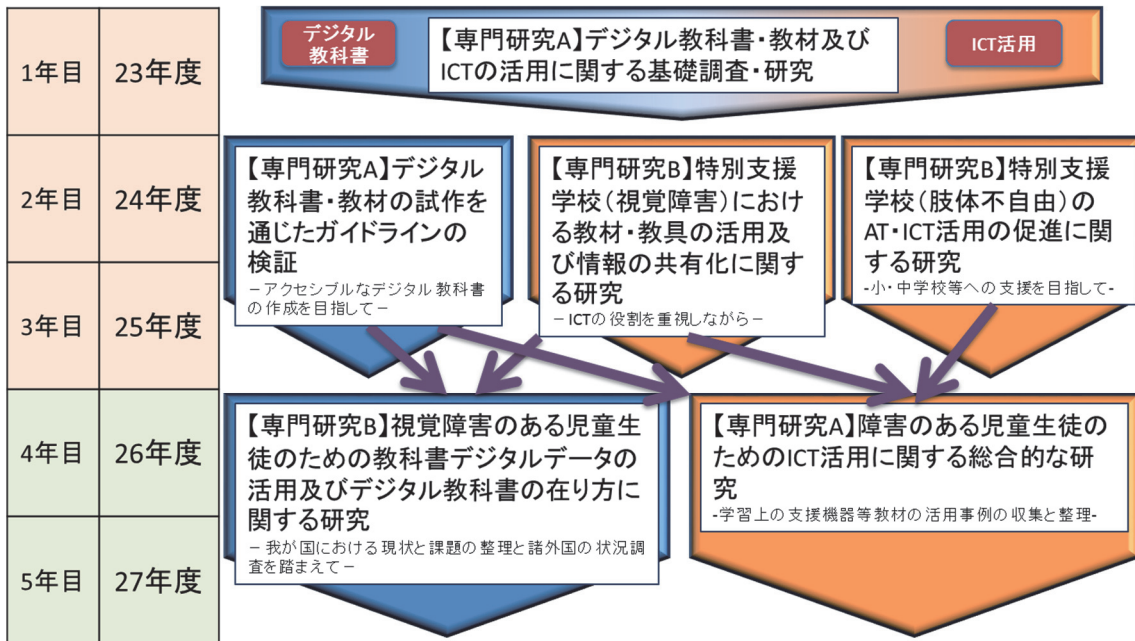 1年目
23年度
デジタル
教科書
【専門研究A】デジタル教科書・教材及び
ICTの活用に関する基礎調査・研究
ICT活用
2年目
24年度
3年目
25年度
【専門研究A】デジタル
教科書・教材の試作を
通じたガイドラインの
検証
－アクセシブルなデジタル教科書
の作成を目指して－
【専門研究B】特別支援
学校（視覚障害）におけ
る教材・教具の活用及
び情報の共有化に関す
る研究
－ICTの役割を重視しながら－
【専門研究B】特別支援
学校（肢体不自由）の
AT・ICT活用の促進に関
する研究
-小・中学校等への支援を目指して-
4年目
26年度
5年目
27年度
【専門研究B】視覚障害のある児童生
徒のための教科書デジタルデータの
活用及びデジタル教科書の在り方に
関する研究
－我が国における現状と課題の整理と諸外国の状況調
査を踏まえて－
【専門研究A】障害のある児童生徒の
ためのICT活用に関する総合的な研
究
-学習上の支援機器等教材の活用事例の収集と整理-